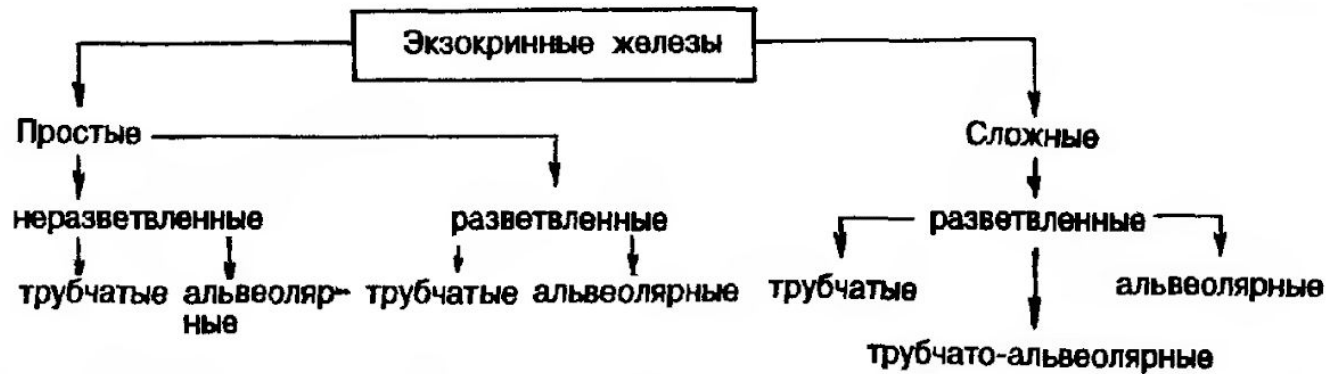 Экзокринные железы
Простые
Сложные
неразветвленные
разветвленные
разветвленные
трубчатые
альвеоляр-
ные
трубчатые
альвеолярные
трубчатые
альвеолярные
трубчато-альвеолярные